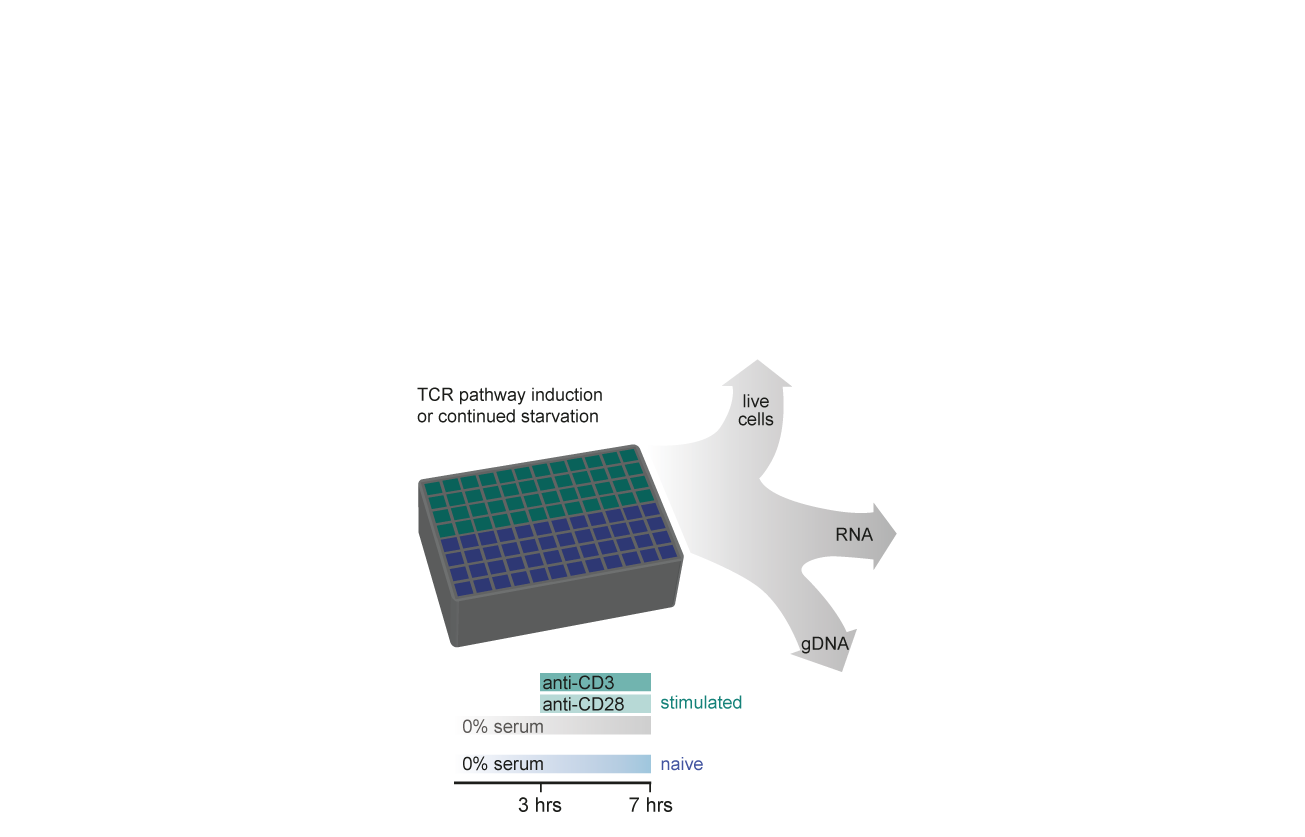 TCR pathway induction
or continued starvation
live
cells
RNA
gDNA
anti-CD3
anti-CD28
stimulated
0% serum
0% serum
naive
3 hrs
7 hrs